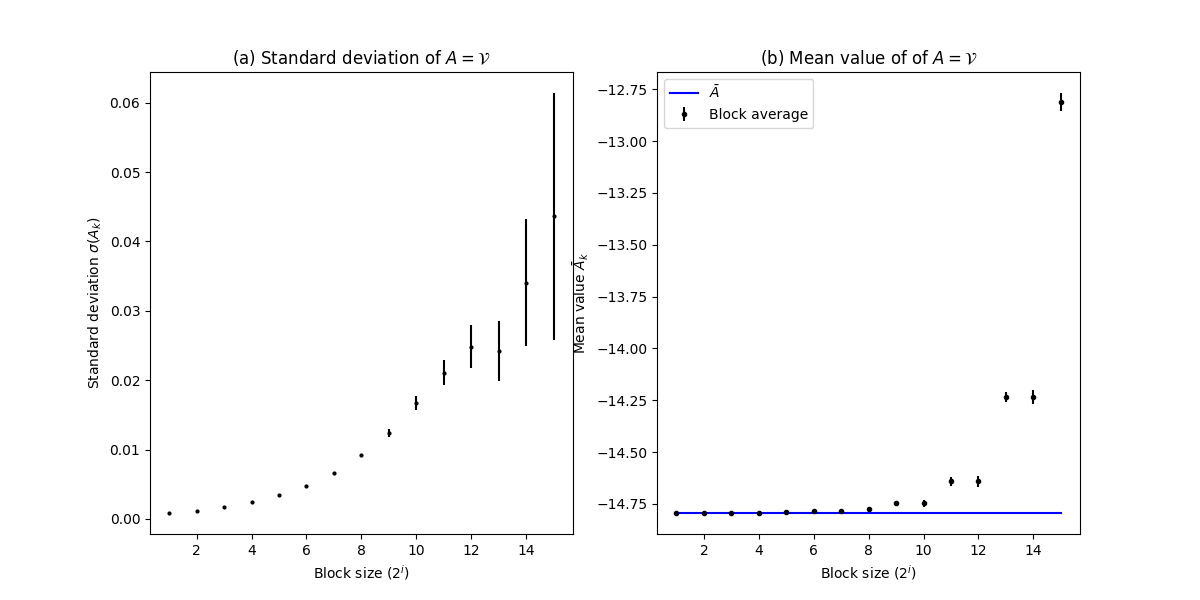 (a) Standard deviation of A = 𝒱
0.06
0.05
0.04
0.03
0.02
0.01
0.00
Standard deviation σ(A_k)
2 4 6 8 10 12 14
Block size (2^i)
(b) Mean value of of A = 𝒱
Ā
Block average
−12.75
−13.00
−13.25
−13.50
−13.75
−14.00
−14.25
−14.50
−14.75
Mean value Ā_k
2 4 6 8 10 12 14
Block size (2^i)